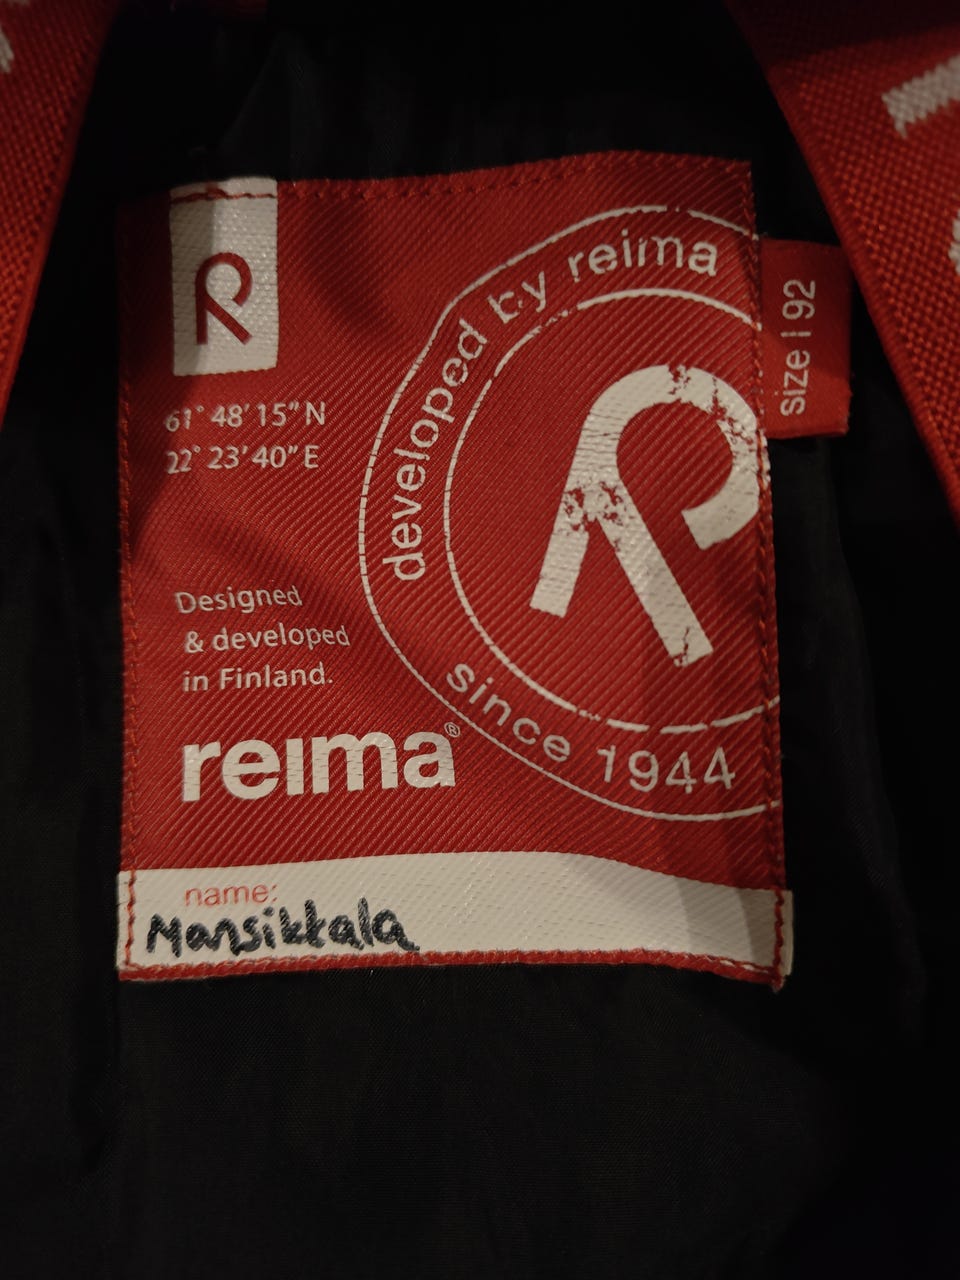 61° 48' 15" N
22° 23' 40" E
developed by reima
since 1944
Size | 92
Designed
& developed
in Finland.
reima®
name:
Mansikkala